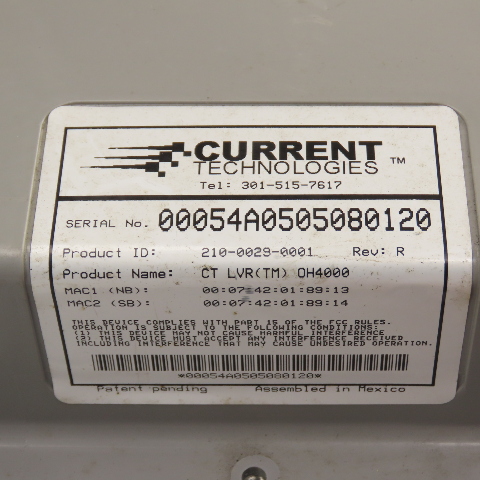 CURRENT
TECHNOLOGIES ™
Tel: 301-515-7617
SERIAL No. 00054A0505080120
Product ID: 210-0029-0001 Rev: R
Product Name: CT LVR(TM) OH4000
MAC1 (NB): 00:07:42:01:89:13
MAC2 (SB): 00:07:42:01:89:14
THIS DEVICE COMPLIES WITH PART 15 OF THE FCC RULES.
OPERATION IS SUBJECT TO THE FOLLOWING CONDITIONS:
(1) THIS DEVICE MAY NOT CAUSE HARMFUL INTERFERENCE
(2) THIS DEVICE MUST ACCEPT ANY INTERFERENCE RECEIVED
INCLUDING INTERFERENCE THAT MAY CAUSE UNDESIRED OPERATION.
*00054A0505080120*
Patent pending Assembled in Mexico